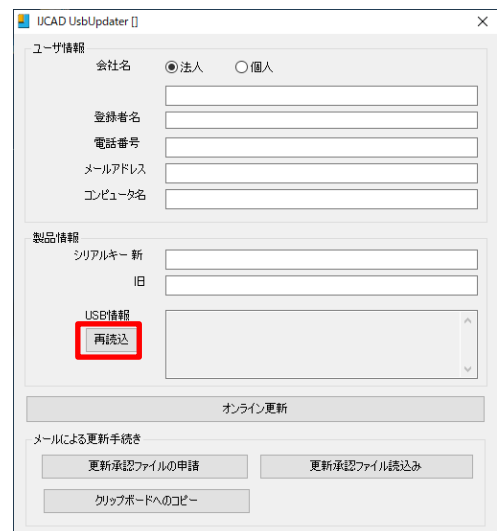 IJCAD UsbUpdater []
ユーザ情報
会社名 法人 個人
登録者名
電話番号
メールアドレス
コンピュータ名
製品情報
シリアルキー 新
旧
USB情報
再読込
オンライン更新
メールによる更新手続き
更新承認ファイルの申請 更新承認ファイル読込み
クリップボードへのコピー